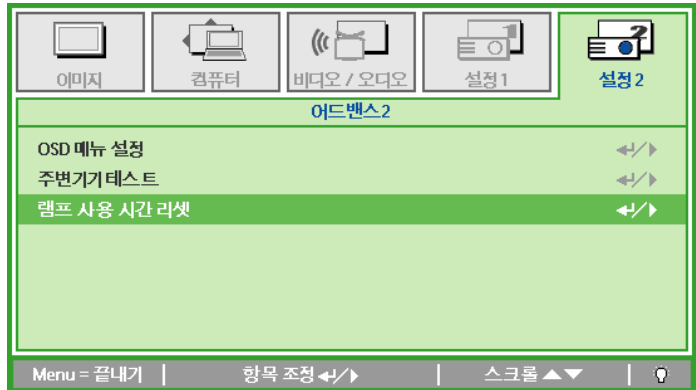 이미지
컴퓨터
비디오 / 오디오
설정 1
설정 2
어드밴스2
OSD 메뉴 설정
주변기기 테스트
램프 사용 시간 리셋
Menu = 끝내기 항목 조정 스크롤